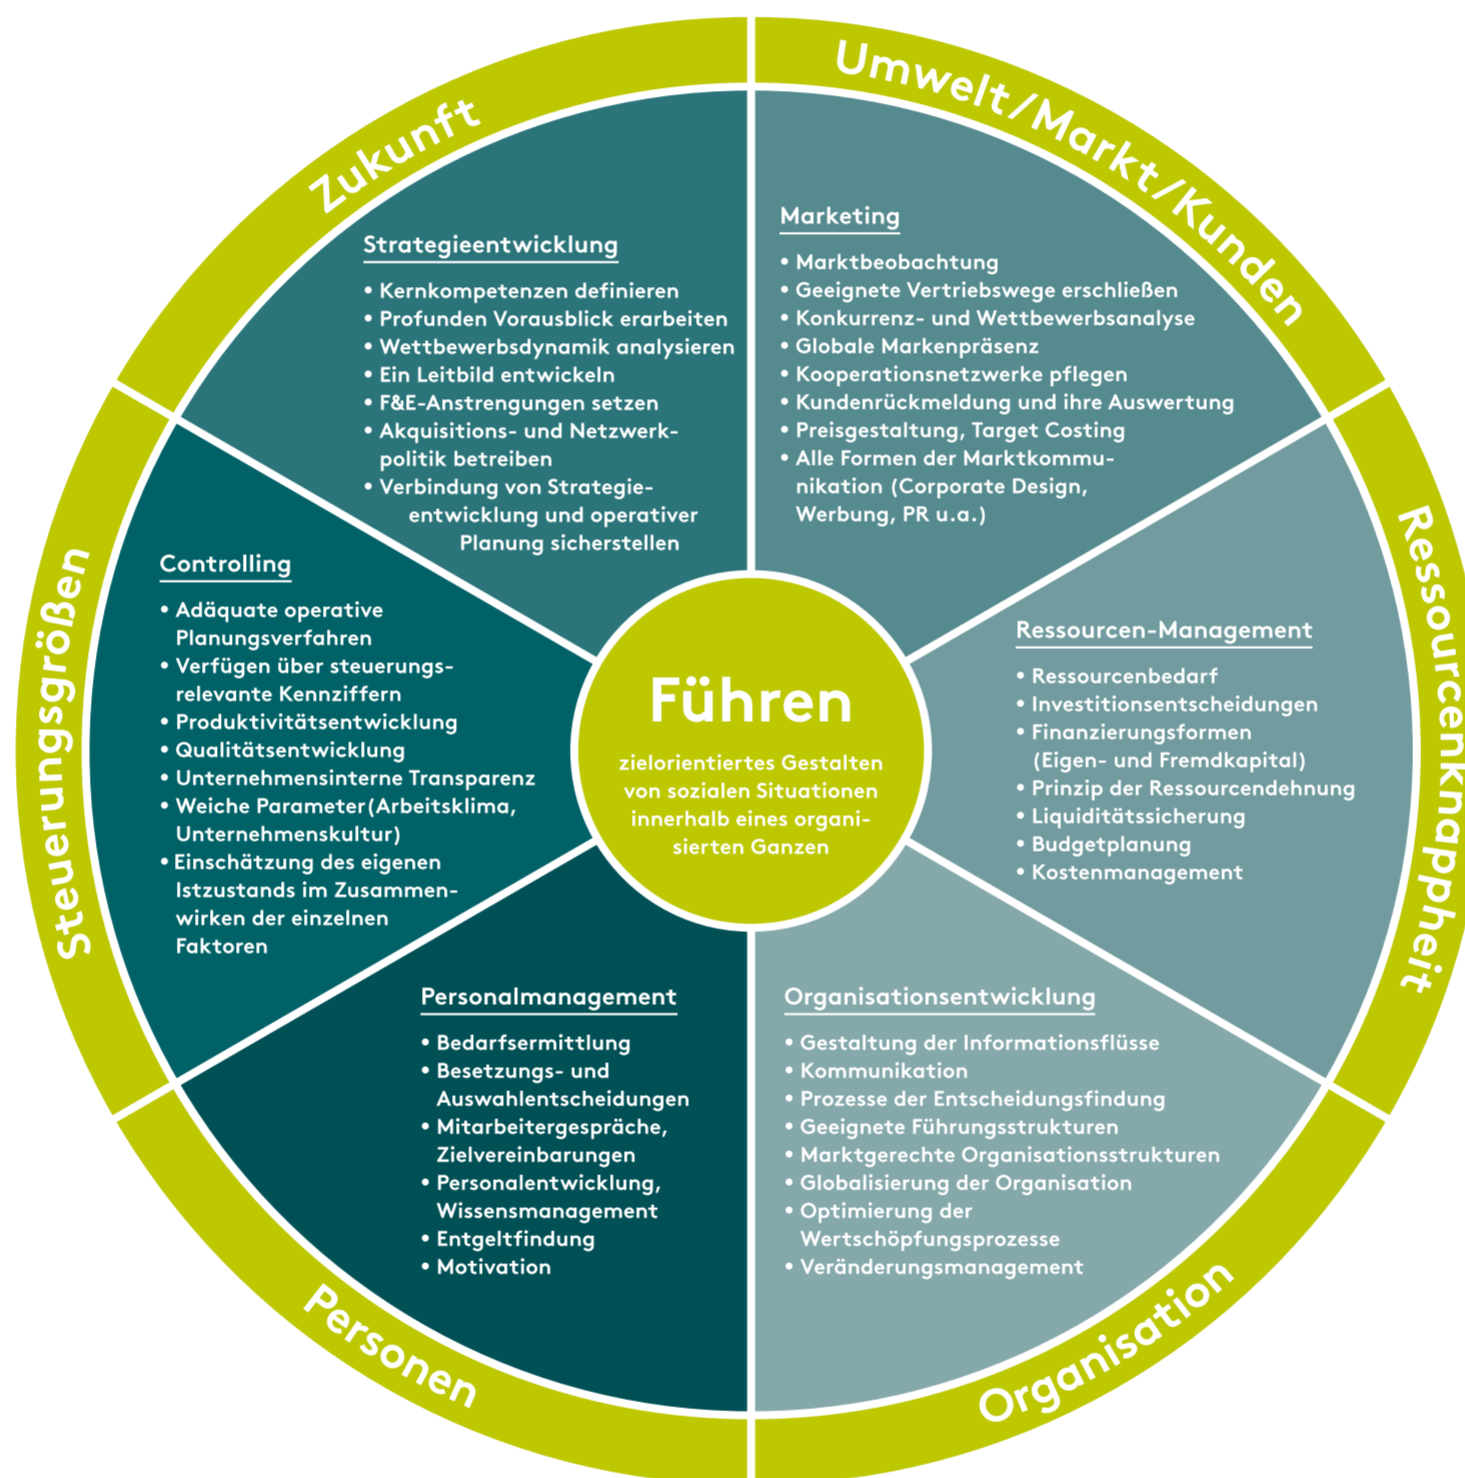 Zukunft
Umwelt/Markt/Kunden
Ressourcenknappheit
Organisation
Personen
Steuerungsgrößen
Strategieentwicklung
• Kernkompetenzen definieren
• Profunden Vorausblick erarbeiten
• Wettbewerbsdynamik analysieren
• Ein Leitbild entwickeln
• F&E-Anstrengungen setzen
• Akquisitions- und Netzwerk-
politik betreiben
• Verbindung von Strategie-
entwicklung und operativer
Planung sicherstellen
Marketing
• Marktbeobachtung
• Geeignete Vertriebswege erschließen
• Konkurrenz- und Wettbewerbsanalyse
• Globale Markenpräsenz
• Kooperationsnetzwerke pflegen
• Kundenrückmeldung und ihre Auswertung
• Preisgestaltung, Target Costing
• Alle Formen der Marktkommu-
nikation (Corporate Design,
Werbung, PR u.a.)
Ressourcen-Management
• Ressourcenbedarf
• Investitionsentscheidungen
• Finanzierungsformen
(Eigen- und Fremdkapital)
• Prinzip der Ressourcendehnung
• Liquiditätssicherung
• Budgetplanung
• Kostenmanagement
Organisationsentwicklung
• Gestaltung der Informationsflüsse
• Kommunikation
• Prozesse der Entscheidungsfindung
• Geeignete Führungsstrukturen
• Marktgerechte Organisationsstrukturen
• Globalisierung der Organisation
• Optimierung der
Wertschöpfungsprozesse
• Veränderungsmanagement
Personalmanagement
• Bedarfsermittlung
• Besetzungs- und
Auswahlentscheidungen
• Mitarbeitergespräche,
Zielvereinbarungen
• Personalentwicklung,
Wissensmanagement
• Entgeltfindung
• Motivation
Controlling
• Adäquate operative
Planungsverfahren
• Verfügen über steuerungs-
relevante Kennziffern
• Produktivitätsentwicklung
• Qualitätsentwicklung
• Unternehmensinterne Transparenz
• Weiche Parameter(Arbeitsklima,
Unternehmenskultur)
• Einschätzung des eigenen
Istzustands im Zusammen-
wirken der einzelnen
Faktoren
Führen
zielorientiertes Gestalten
von sozialen Situationen
innerhalb eines organi-
sierten Ganzen